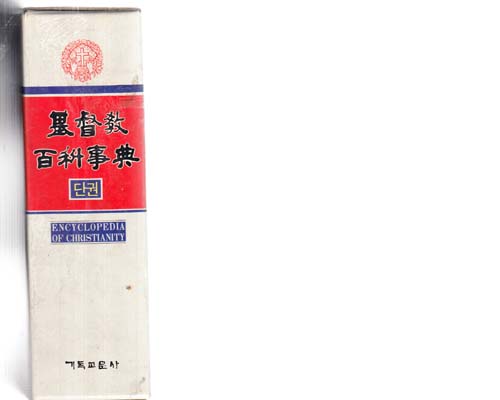 基督敎
百科事典
단권
ENCYCLOPEDIA
OF CHRISTIANITY
기독교문사